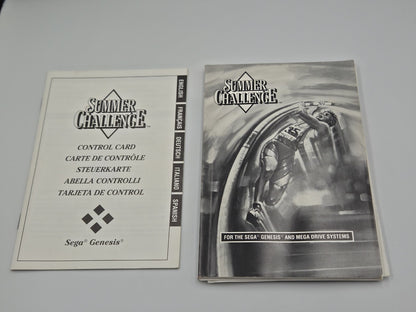 SUMMER
CHALLENGE™
CONTROL CARD
CARTE DE CONTRÔLE
STEUERKARTE
ABELLA CONTROLLI
TARJETA DE CONTROL
Sega® Genesis®
ENGLISH
FRANÇAIS
DEUTSCH
ITALIANO
SPANISH
SUMMER
CHALLENGE
FOR THE SEGA® GENESIS® AND MEGA DRIVE SYSTEMS